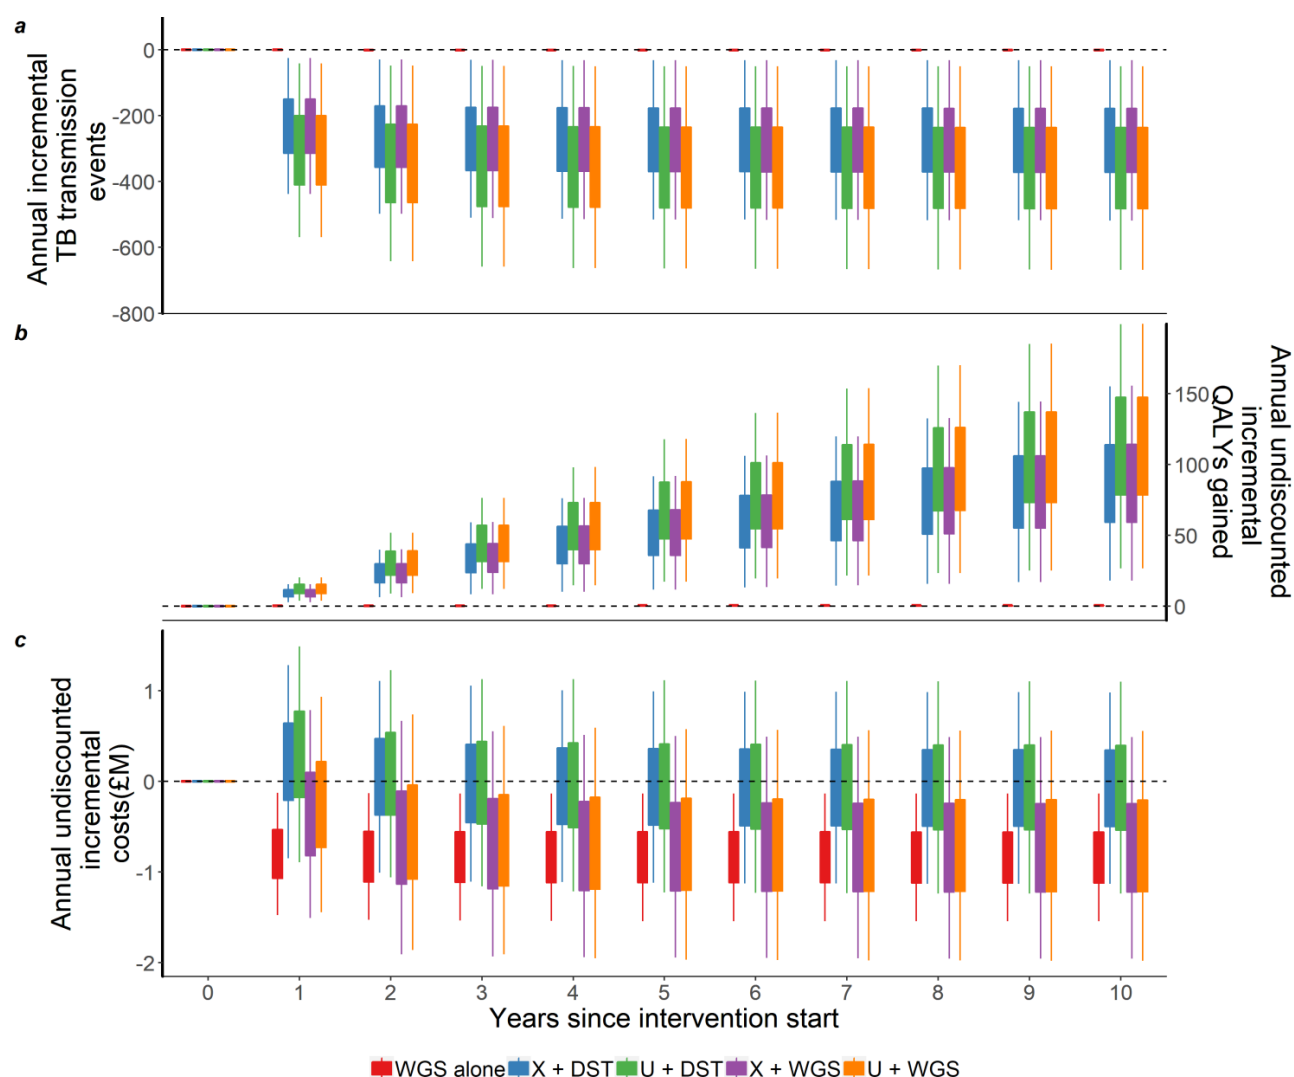 a
Annual incremental
TB transmission
events
0
-200
-400
-600
-800
b
Annual undiscounted
incremental
QALYs gained
150
100
50
0
c
Annual undiscounted
incremental
costs(£M)
1
0
-1
-2
0 1 2 3 4 5 6 7 8 9 10
Years since intervention start
WGS alone X + DST U + DST X + WGS U + WGS